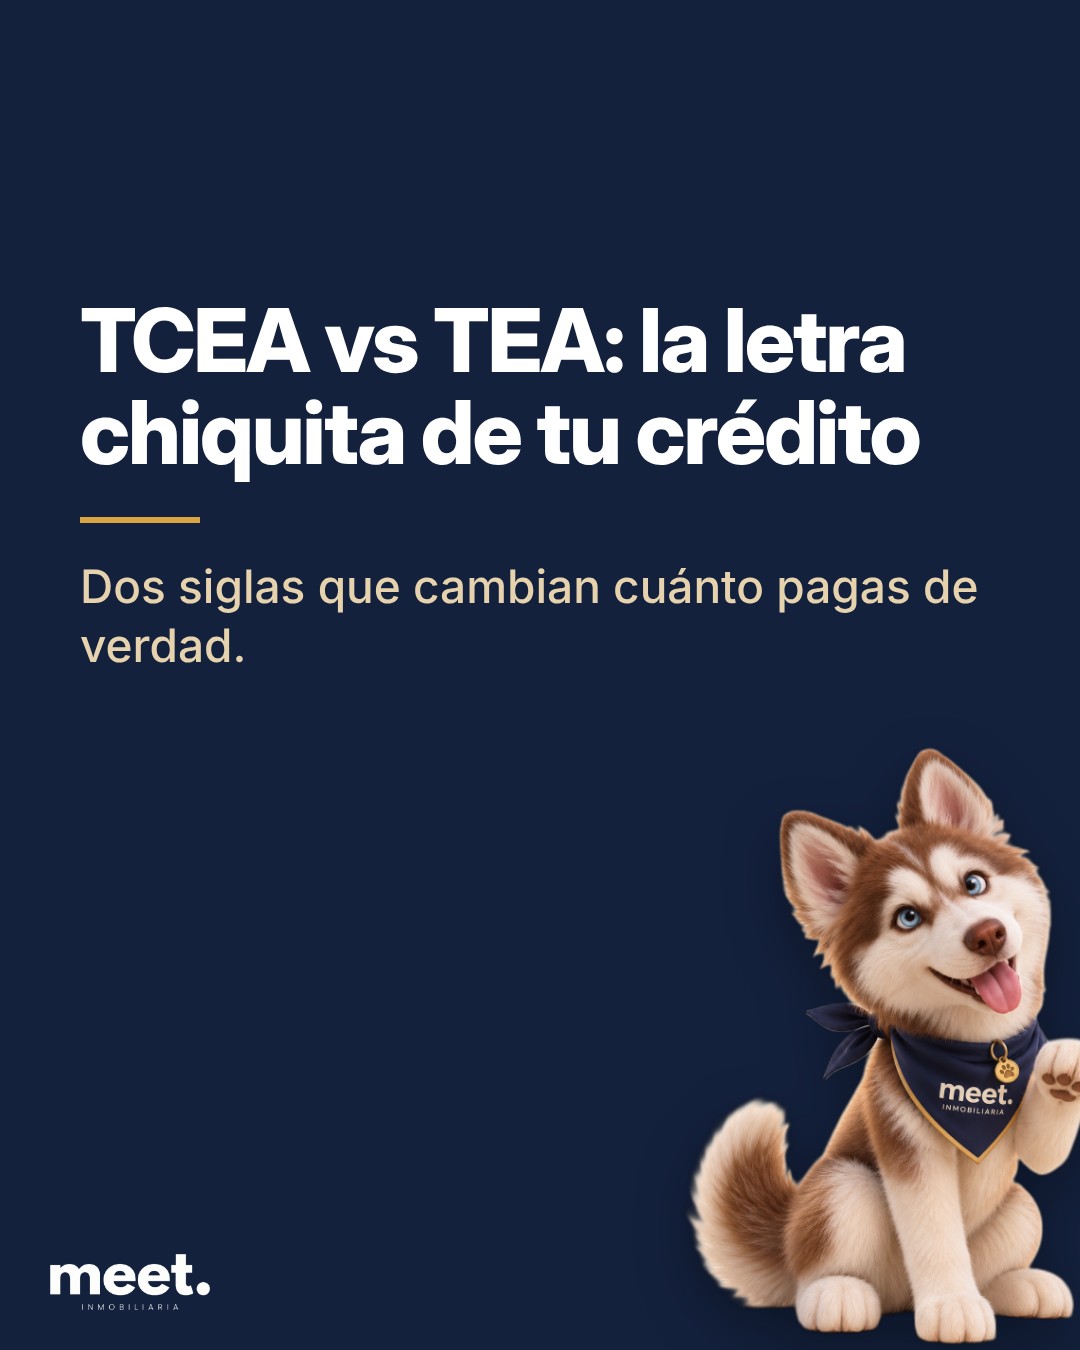 TCEA vs TEA: la letra
chiquita de tu crédito
Dos siglas que cambian cuánto pagas de
verdad.
meet.
INMOBILIARIA
meet.
INMOBILIARIA